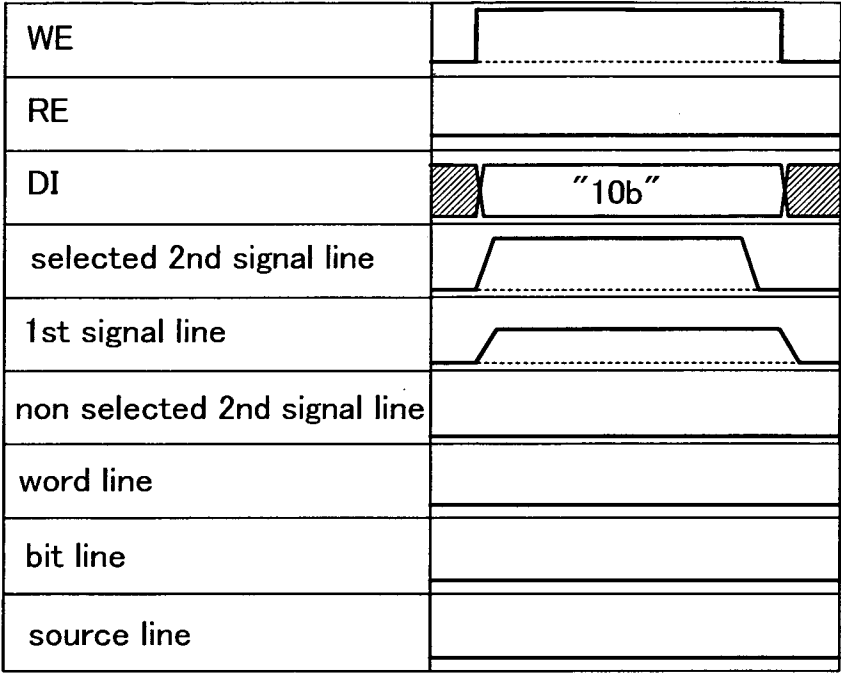 WE
RE
DI
"10b"
selected 2nd signal line
1st signal line
non selected 2nd signal line
word line
bit line
source line